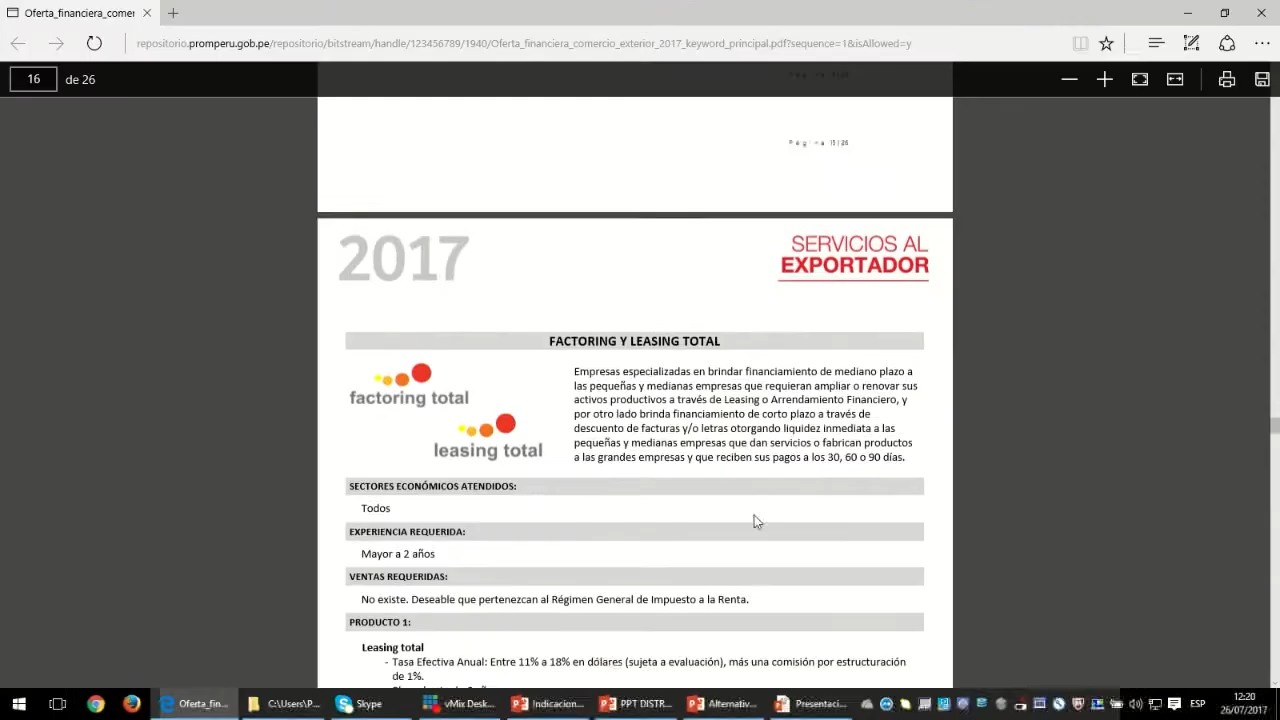 Oferta_financiera_comer
repositorio.promperu.gob.pe/repositorio/bitstream/handle/123456789/1940/Oferta_financiera_comercio_exterior_2017_keyword_principal.pdf?sequence=1&isAllowed=y
16 de 26
Página 15 | 26
2017
SERVICIOS AL
EXPORTADOR
FACTORING Y LEASING TOTAL
factoring total
leasing total
Empresas especializadas en brindar financiamiento de mediano plazo a
las pequeñas y medianas empresas que requieran ampliar o renovar sus
activos productivos a través de Leasing o Arrendamiento Financiero, y
por otro lado brinda financiamiento de corto plazo a través de
descuento de facturas y/o letras otorgando liquidez inmediata a las
pequeñas y medianas empresas que dan servicios o fabrican productos
a las grandes empresas y que reciben sus pagos a los 30, 60 o 90 días.
SECTORES ECONÓMICOS ATENDIDOS:
Todos
EXPERIENCIA REQUERIDA:
Mayor a 2 años
VENTAS REQUERIDAS:
No existe. Deseable que pertenezcan al Régimen General de Impuesto a la Renta.
PRODUCTO 1:
Leasing total
- Tasa Efectiva Anual: Entre 11% a 18% en dólares (sujeta a evaluación), más una comisión por estructuración
de 1%.
Oferta_fin...
C:\Users\P...
Skype
vMix Desk...
Indicacion...
PPT DISTR...
Alternativ...
Presentaci...
ESP
12:20
26/07/2017